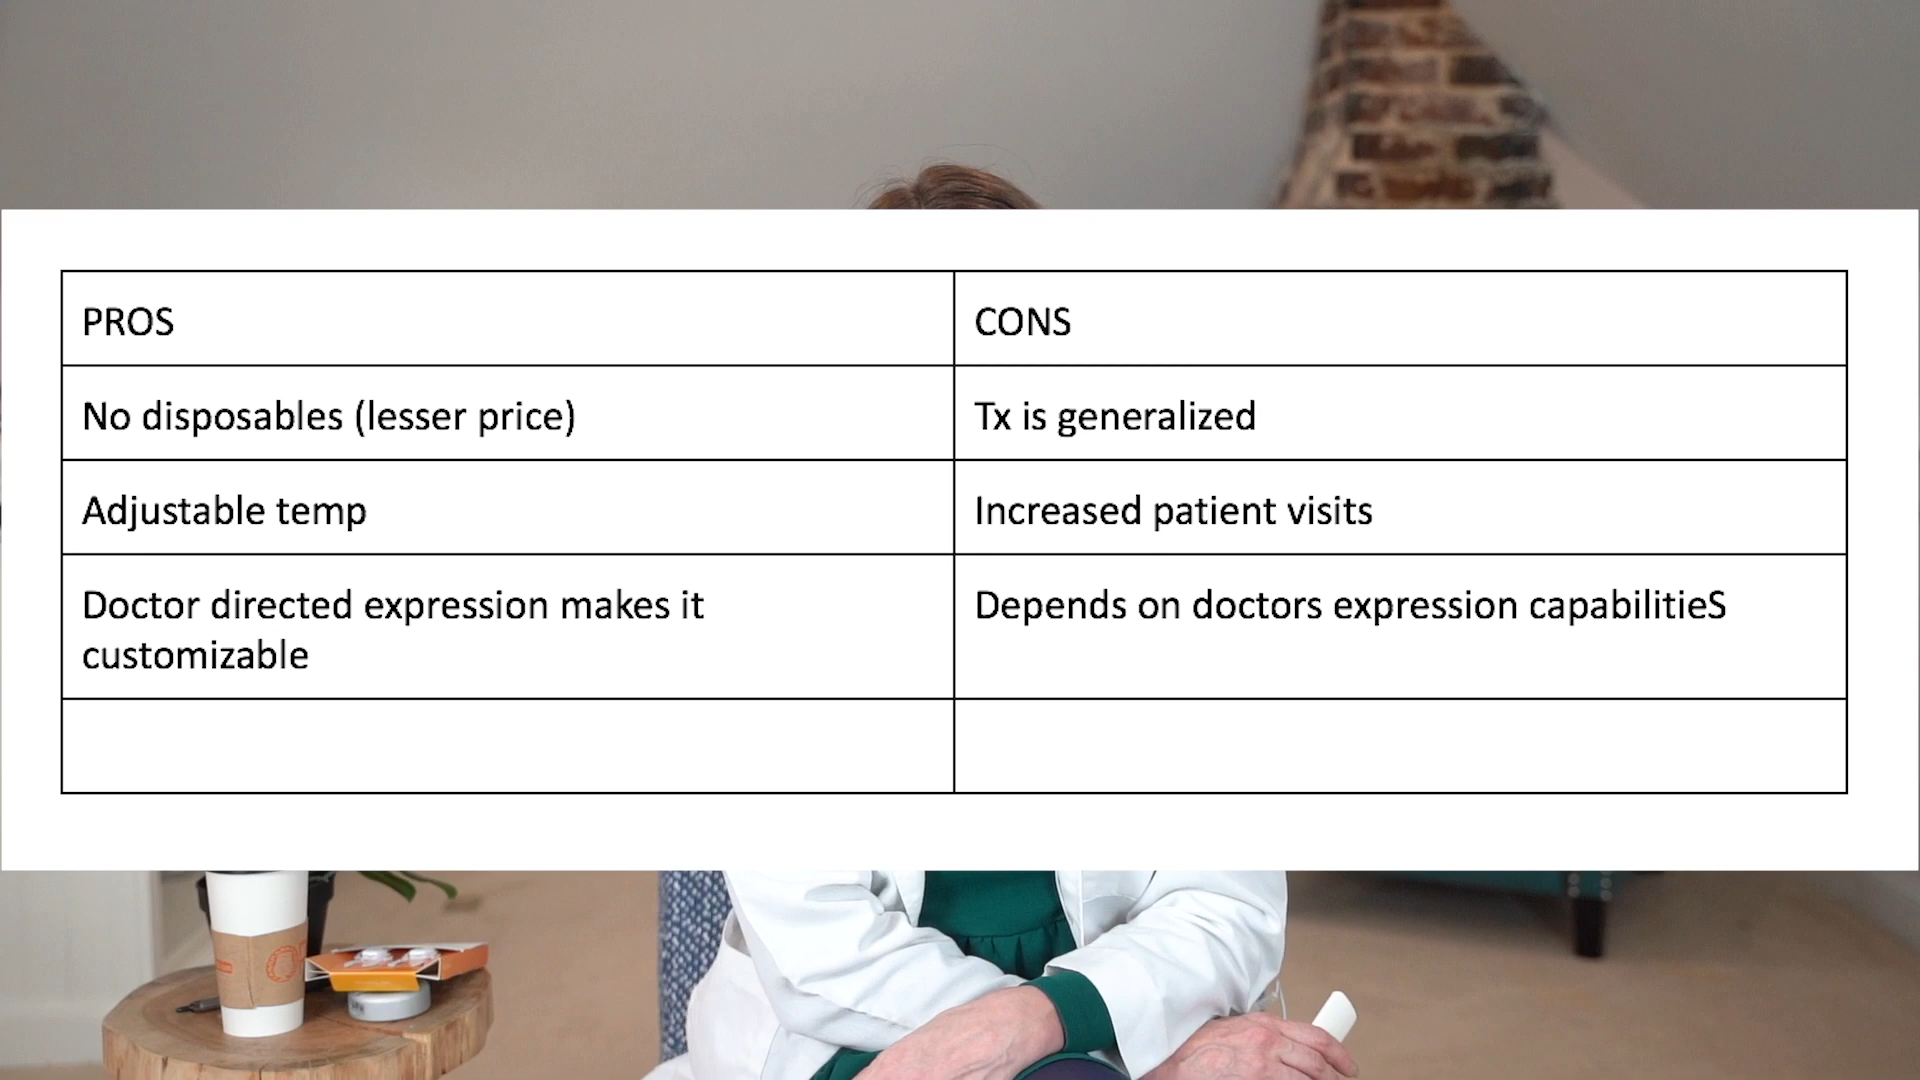 PROS
CONS
No disposables (lesser price)
Tx is generalized
Adjustable temp
Increased patient visits
Doctor directed expression makes it
customizable
Depends on doctors expression capabilitieS